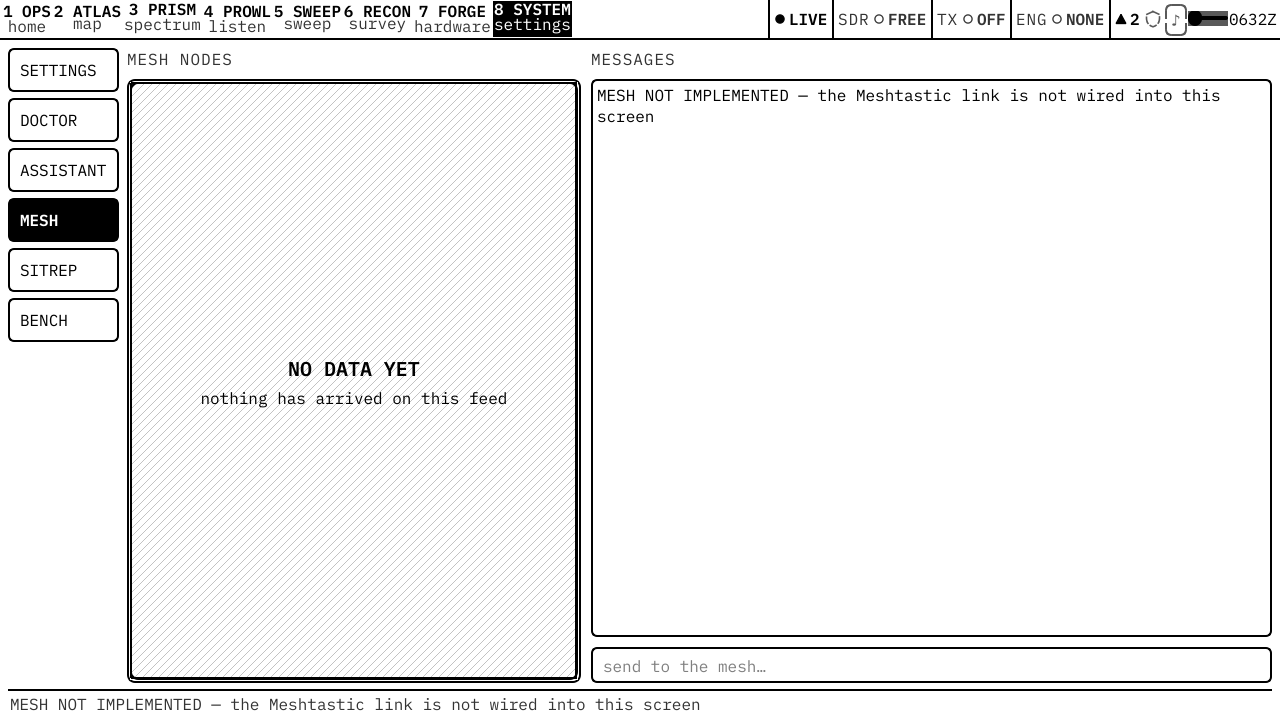 1 OPS 2 ATLAS 3 PRISM 4 PROWL 5 SWEEP 6 RECON 7 FORGE 8 SYSTEM
home map spectrum listen sweep survey hardware settings
LIVE SDR FREE TX OFF ENG NONE 2 0632Z
SETTINGS
DOCTOR
ASSISTANT
MESH
SITREP
BENCH
MESH NODES
NO DATA YET
nothing has arrived on this feed
MESSAGES
MESH NOT IMPLEMENTED — the Meshtastic link is not wired into this
screen
send to the mesh…
MESH NOT IMPLEMENTED — the Meshtastic link is not wired into this screen